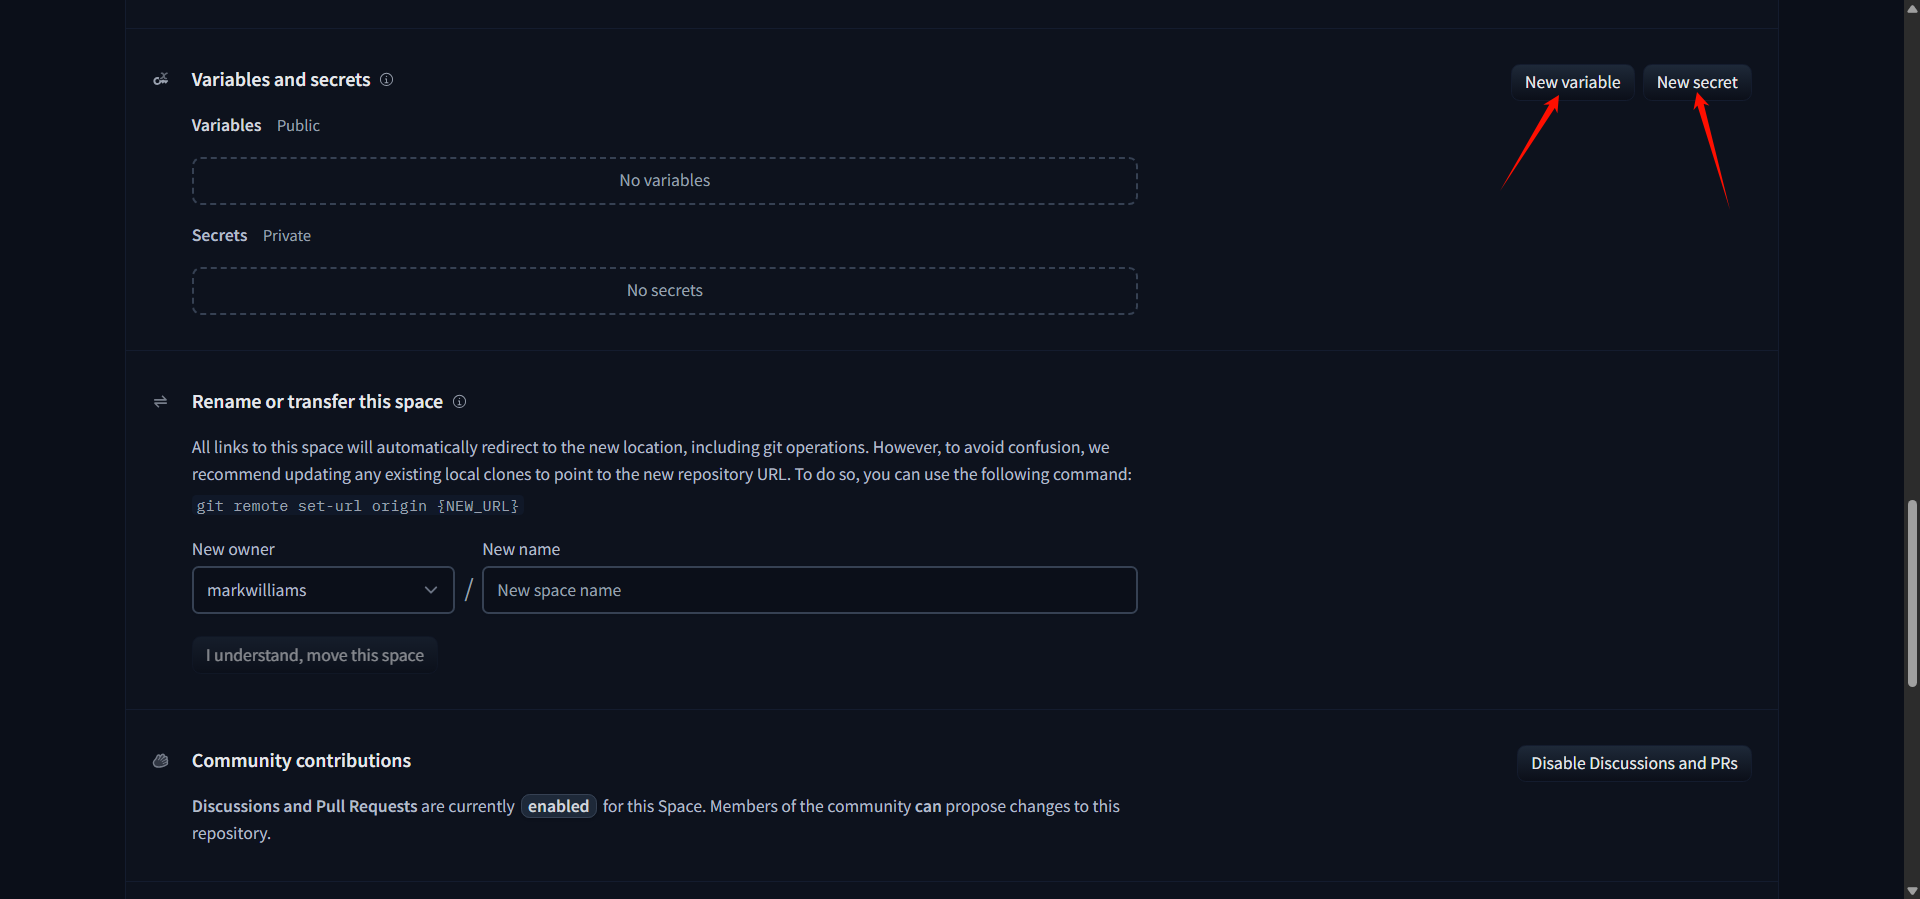 Variables and secrets
New variable
New secret
Variables Public
No variables
Secrets Private
No secrets
Rename or transfer this space
All links to this space will automatically redirect to the new location, including git operations. However, to avoid confusion, we
recommend updating any existing local clones to point to the new repository URL. To do so, you can use the following command:
git remote set-url origin {NEW_URL}
New owner
New name
markwilliams / New space name
I understand, move this space
Community contributions
Disable Discussions and PRs
Discussions and Pull Requests are currently enabled for this Space. Members of the community can propose changes to this
repository.